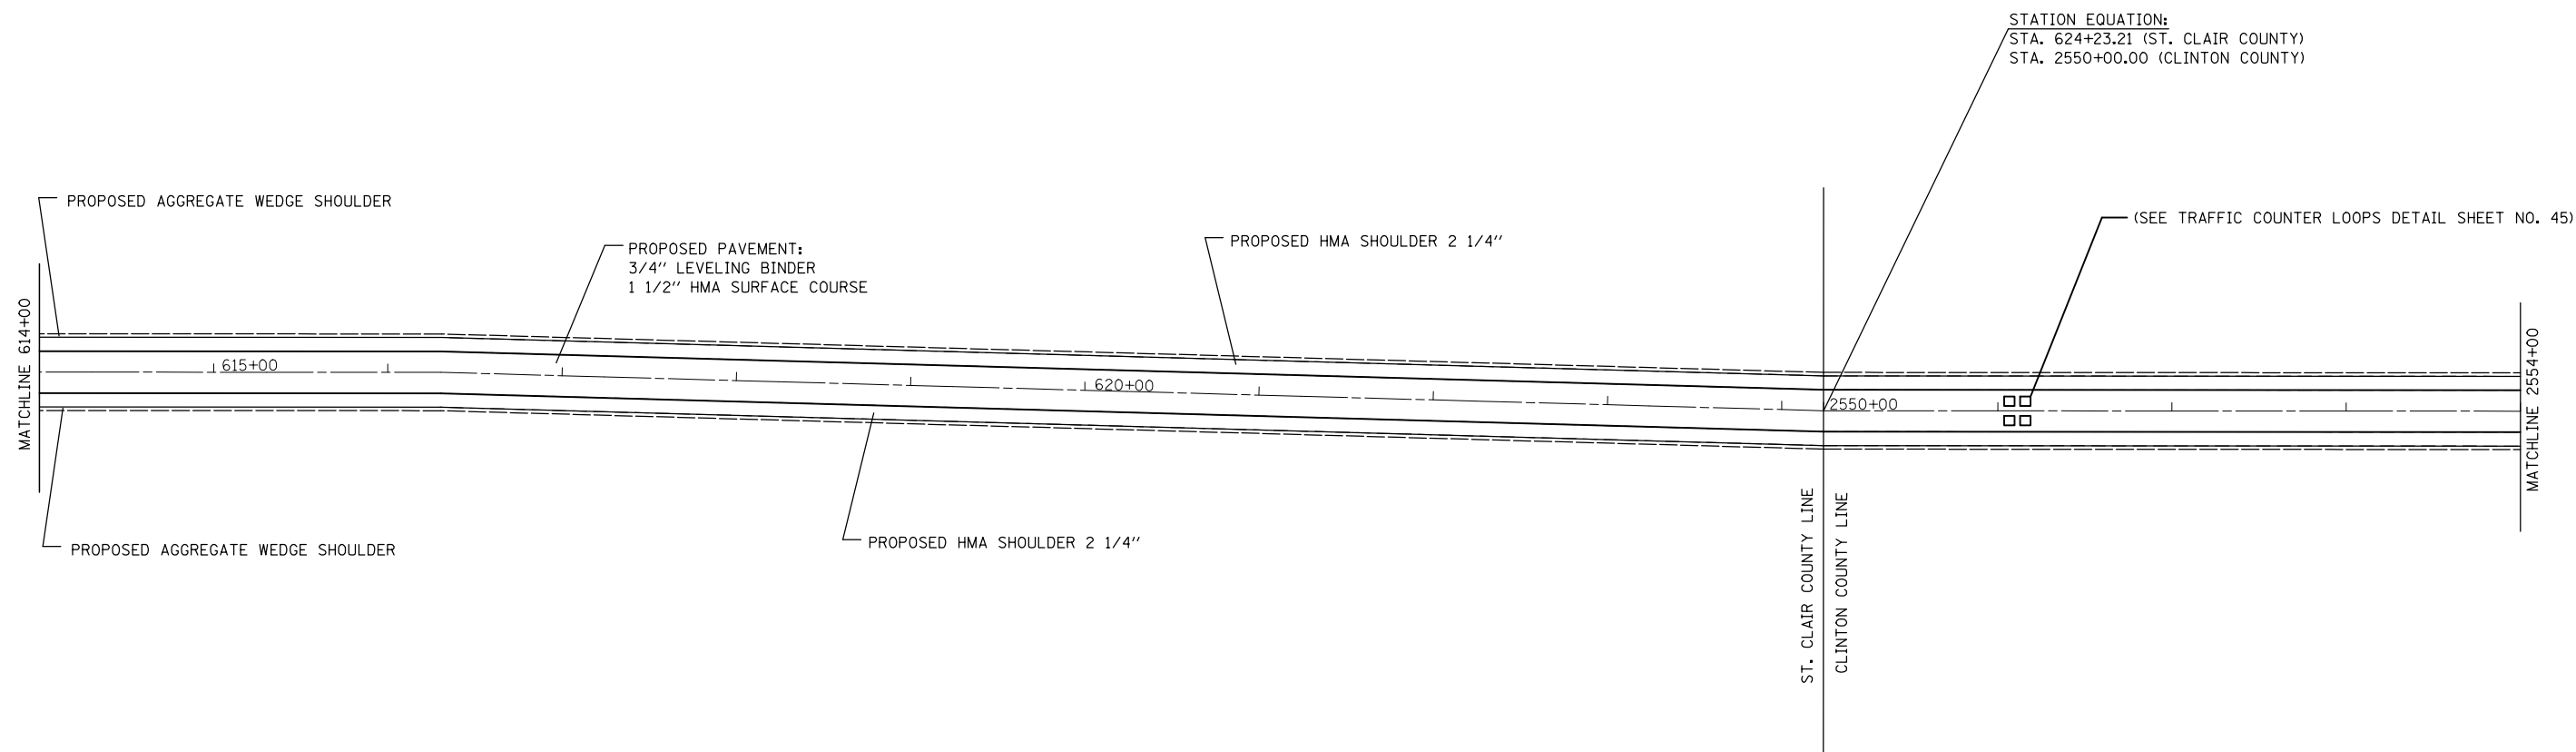 STATION EQUATION:
STA. 624+23.21 (ST. CLAIR COUNTY)
STA. 2550+00.00 (CLINTON COUNTY)
PROPOSED AGGREGATE WEDGE SHOULDER
PROPOSED PAVEMENT:
3/4" LEVELING BINDER
1 1/2" HMA SURFACE COURSE
PROPOSED HMA SHOULDER 2 1/4"
(SEE TRAFFIC COUNTER LOOPS DETAIL SHEET NO. 45)
MATCHLINE 614+00
615+00
620+00
2550+00
MATCHLINE 2554+00
PROPOSED AGGREGATE WEDGE SHOULDER
PROPOSED HMA SHOULDER 2 1/4"
ST. CLAIR COUNTY LINE
CLINTON COUNTY LINE